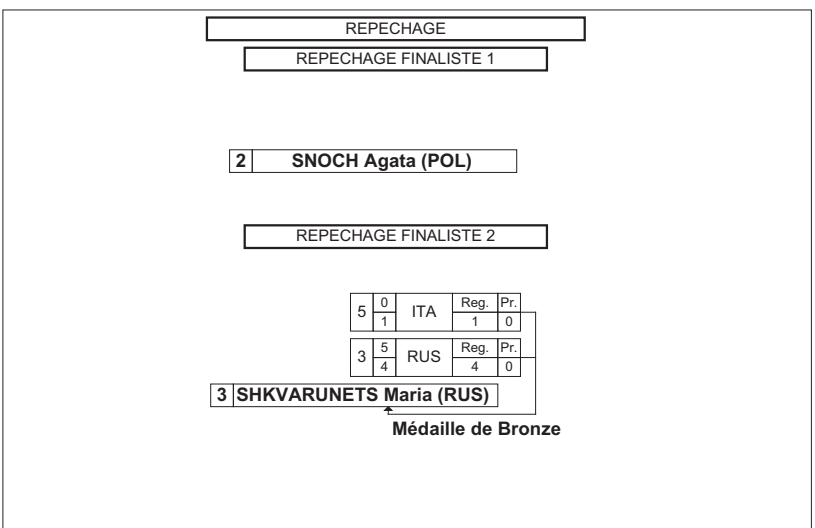 REPECHAGE
REPECHAGE FINALISTE 1
2 SNOCH Agata (POL)
REPECHAGE FINALISTE 2
5 0 ITA Reg. Pr.
1 1 0
3 5 RUS Reg. Pr.
4 4 0
3 SHKVARUNETS Maria (RUS)
Médaille de Bronze